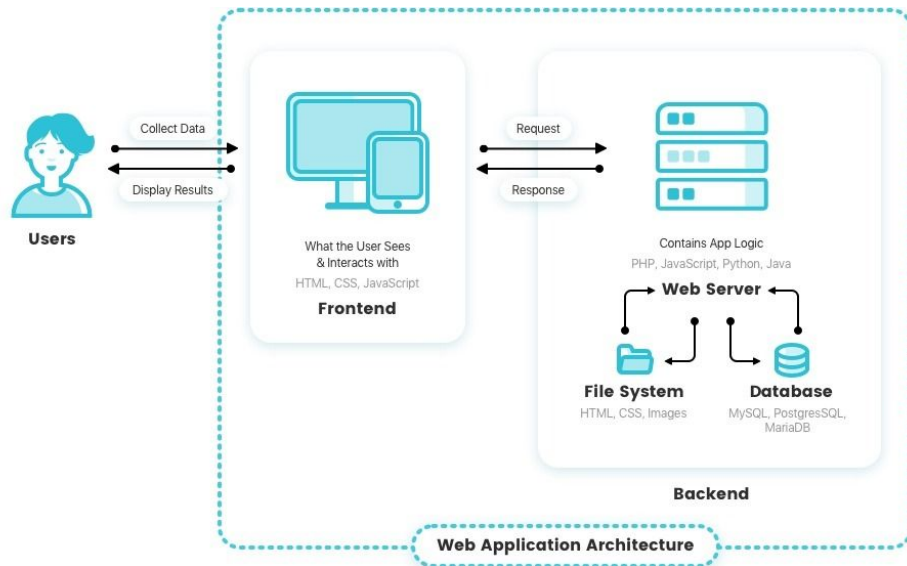 Collect Data
Display Results
Users
What the User Sees
& Interacts with
HTML, CSS, JavaScript
Frontend
Request
Response
Contains App Logic
PHP, JavaScript, Python, Java
Web Server
File System
HTML, CSS, Images
Database
MySQL, PostgresSQL,
MariaDB
Backend
Web Application Architecture